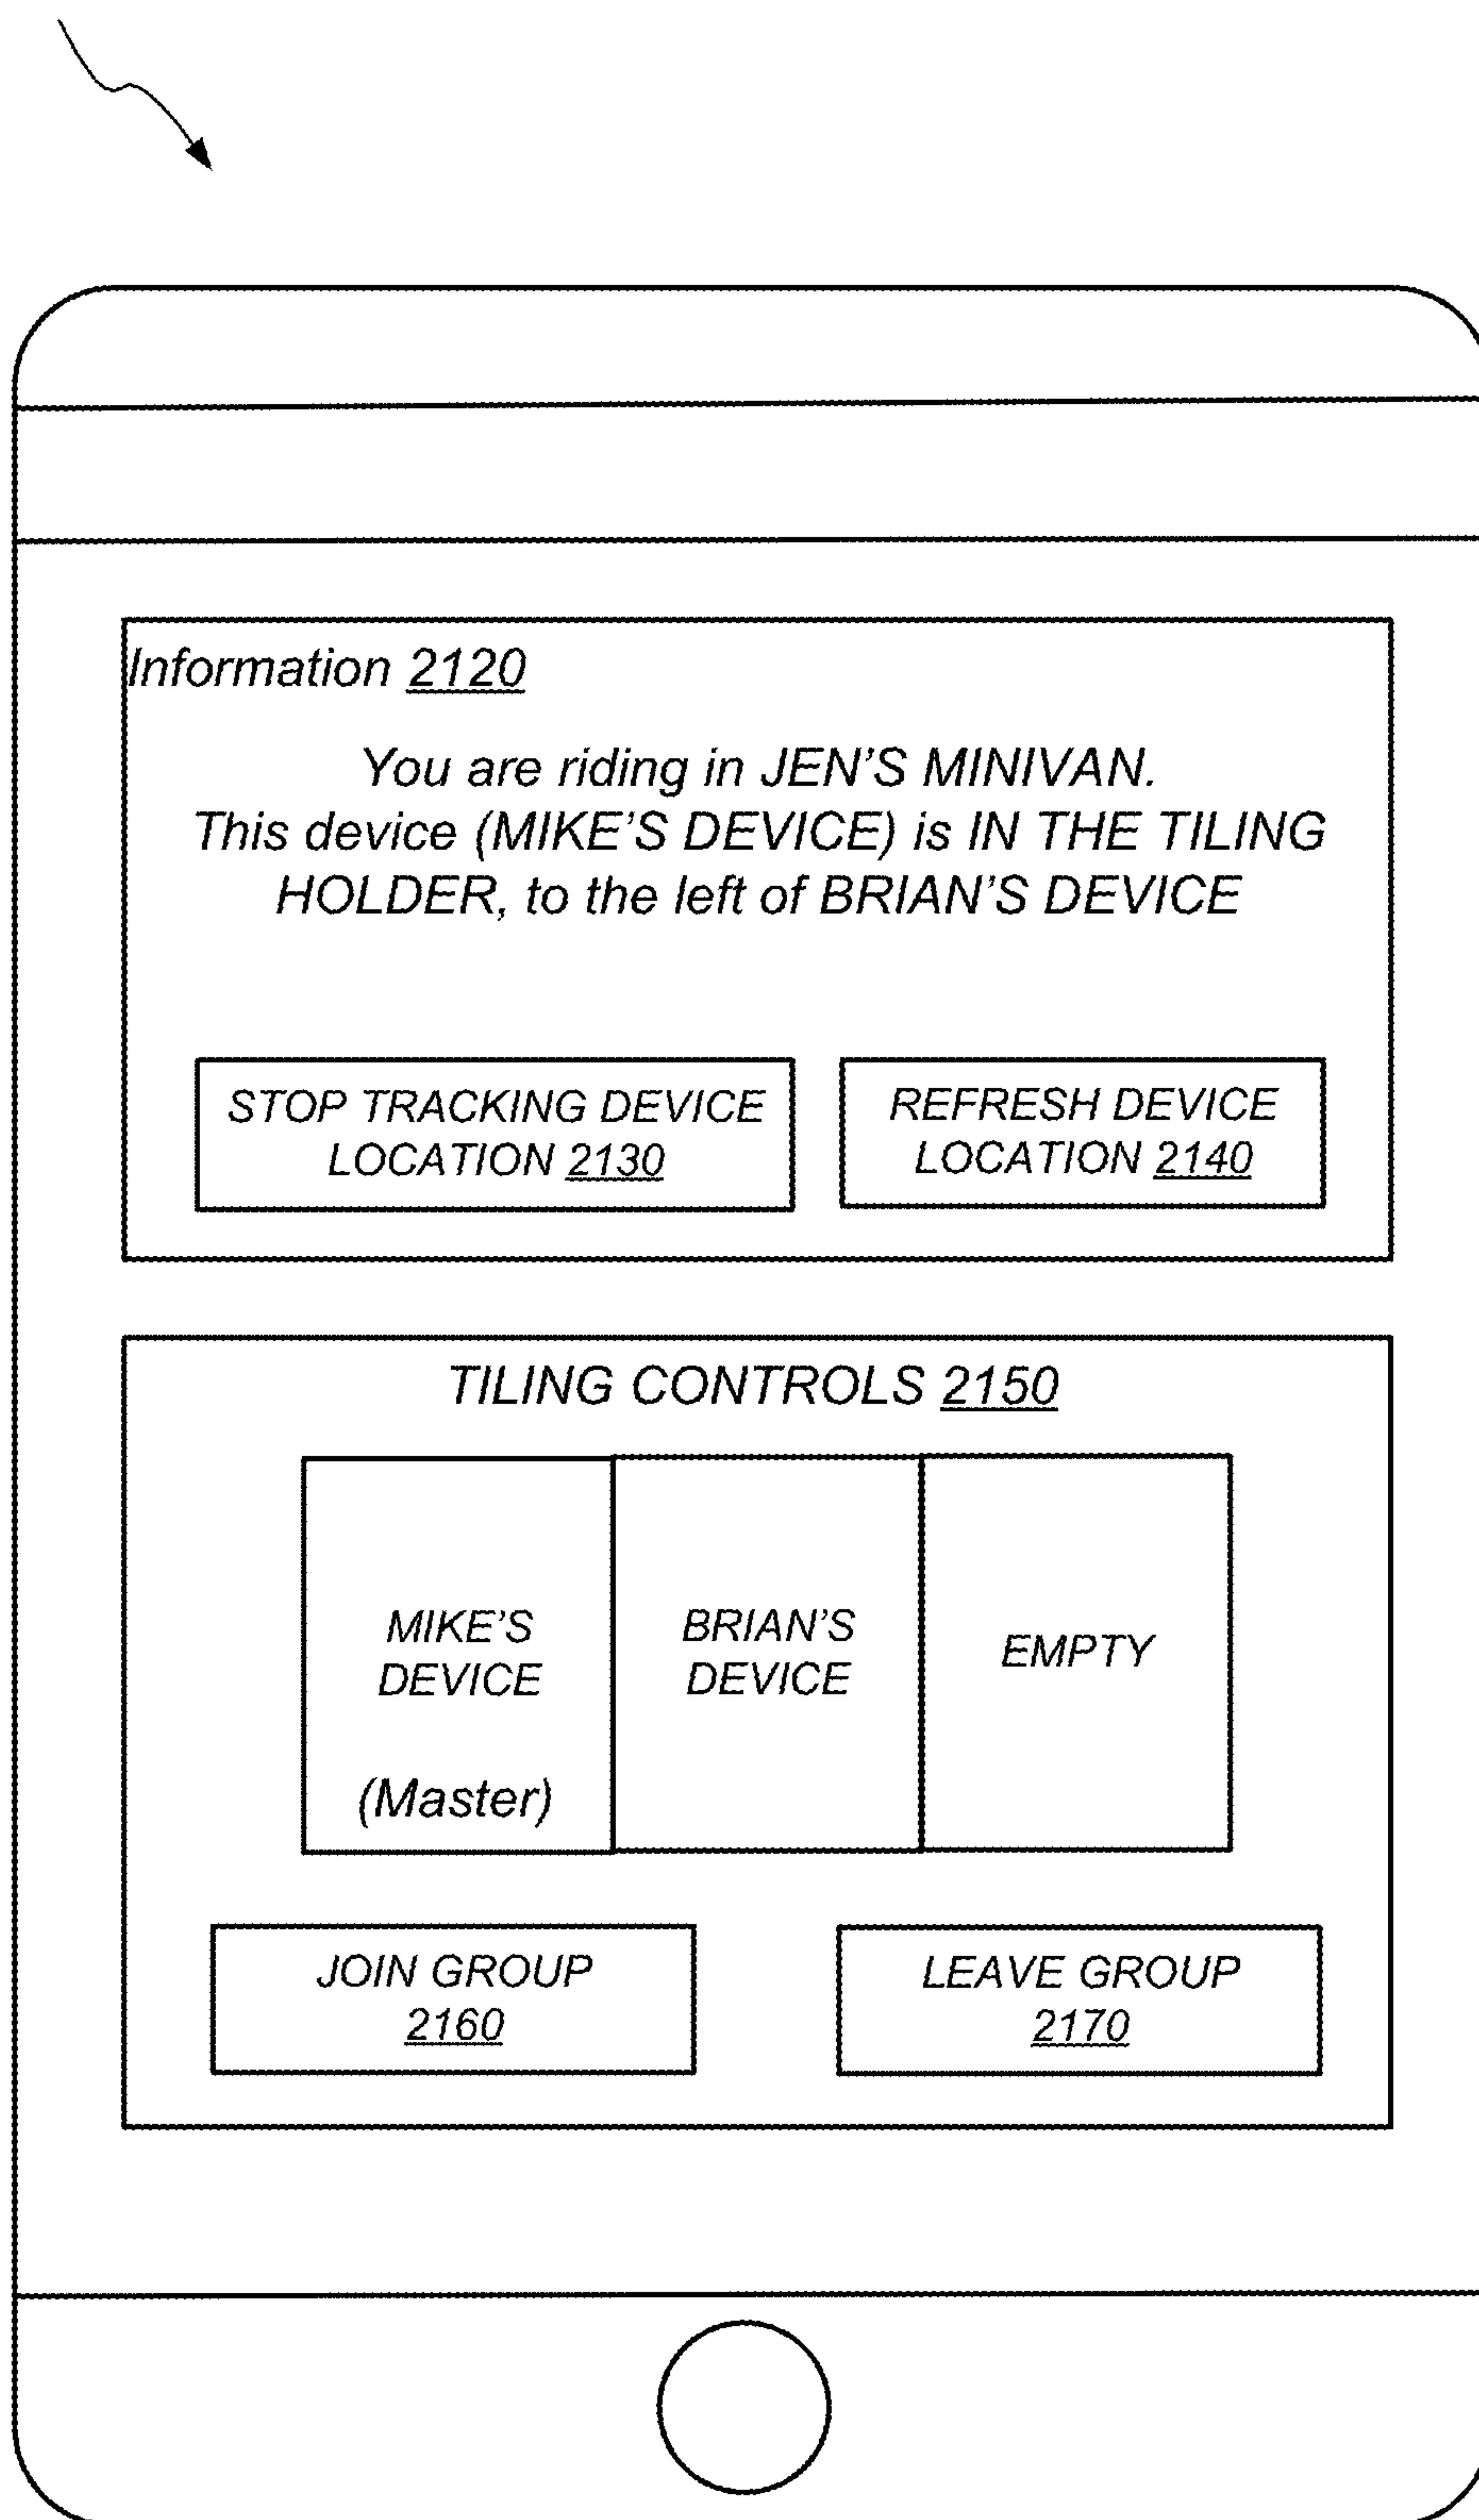 Information 2120
You are riding in JEN'S MINIVAN.
This device (MIKE'S DEVICE) is IN THE TILING
HOLDER, to the left of BRIAN'S DEVICE
STOP TRACKING DEVICE
LOCATION 2130
REFRESH DEVICE
LOCATION 2140
TILING CONTROLS 2150
MIKE'S
DEVICE
(Master)
BRIAN'S
DEVICE
EMPTY
JOIN GROUP
2160
LEAVE GROUP
2170